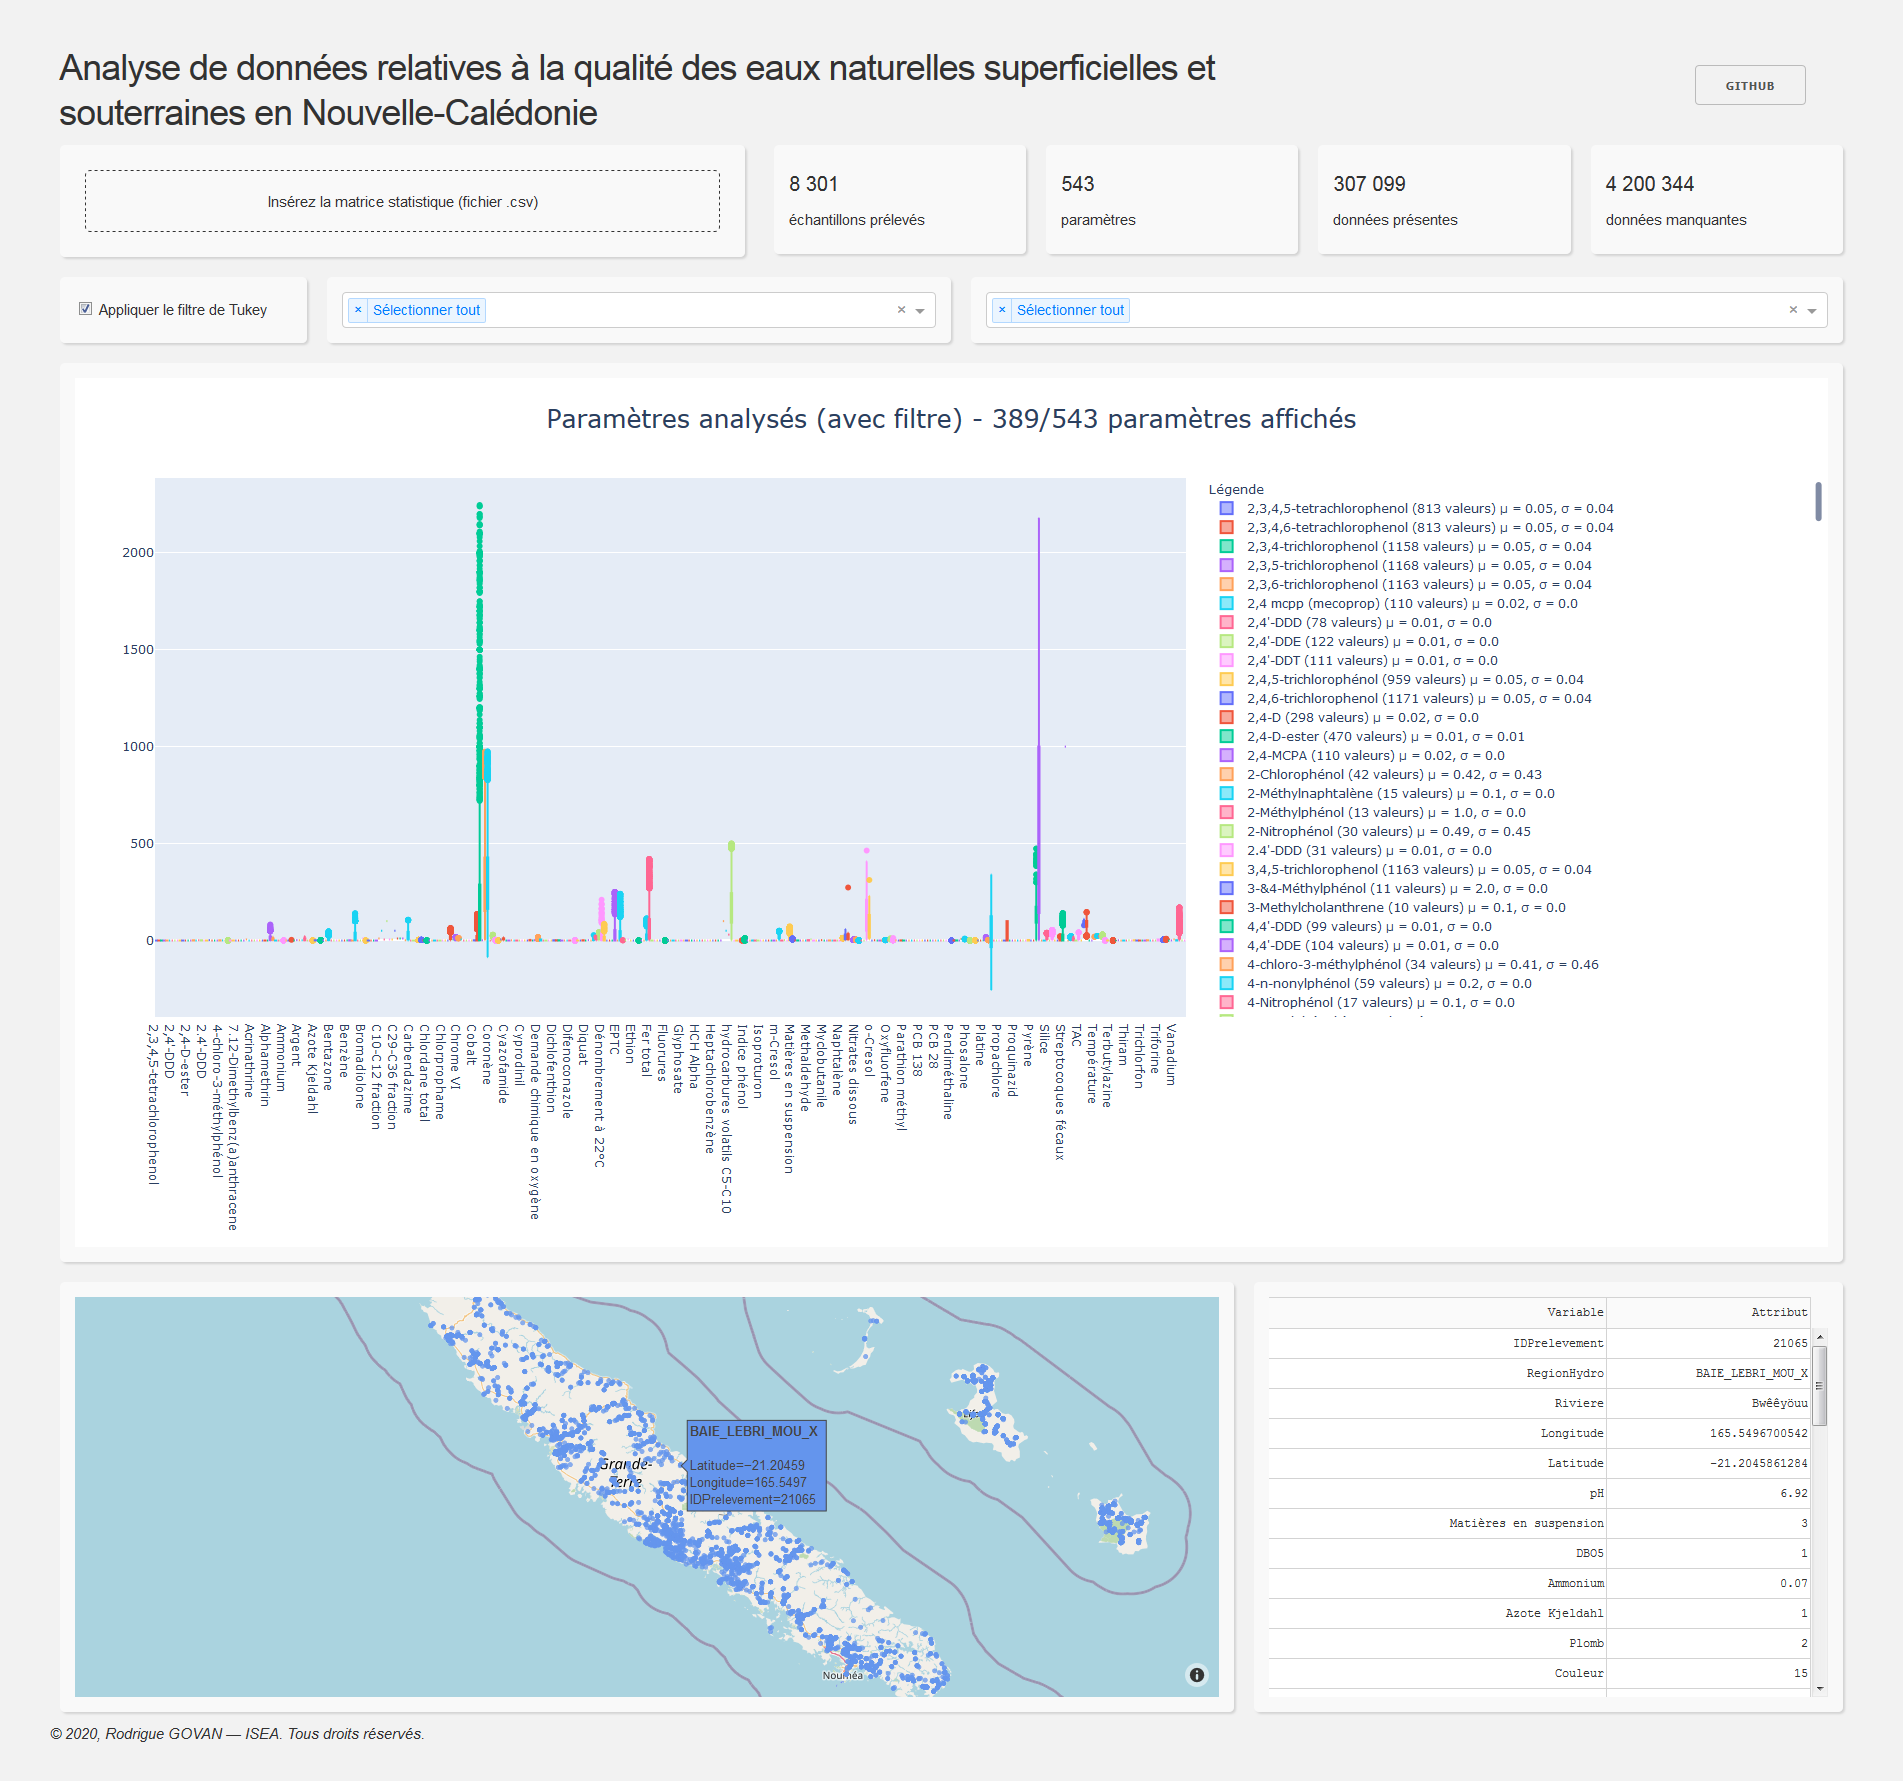 Analyse de données relatives à la qualité des eaux naturelles superficielles et
souterraines en Nouvelle-Calédonie
GITHUB
Insérez la matrice statistique (fichier .csv)
8 301
échantillons prélevés
543
paramètres
307 099
données présentes
4 200 344
données manquantes
Appliquer le filtre de Tukey
× Sélectionner tout
× Sélectionner tout
Paramètres analysés (avec filtre) - 389/543 paramètres affichés
2000
1500
1000
500
0
2,3,4,5-tetrachlorophenol
2,4'-DDD
2,4-D-ester
2.4'-DDD
4-chloro-3-méthylphénol
7.12-Dimethylbenz(a)anthracene
Acrinathrine
Alphamethrin
Ammonium
Argent
Azote Kjeldahl
Bentazone
Benzène
Bromadiolone
C10-C12 fraction
C29-C36 fraction
Carbendazime
Chlordane total
Chlorprophame
Chrome VI
Cobalt
Coronène
Cyazofamide
Cyprodinil
Demande chimique en oxygène
Dichlofenthion
Difenoconazole
Diquat
Dénombrement à 22°C
EPTC
Ethion
Fer total
Fluorures
Glyphosate
HCH Alpha
Heptachlorobenzène
hydrocarbures volatils C5-C10
Indice phénol
Isoproturon
m-Cresol
Matières en suspension
Methaldehyde
Myclobutanile
Naphtalène
Nitrates dissous
o-Cresol
Oxyfluorfene
Parathion méthyl
PCB 138
PCB 28
Pendiméthaline
Phosalone
Platine
Propachlore
Proquinazid
Pyrène
Silice
Streptocoques fécaux
TAC
Température
Terbutylazine
Thiram
Trichlorfon
Triforine
Vanadium
Légende
2,3,4,5-tetrachlorophenol (813 valeurs) μ = 0.05, σ = 0.04
2,3,4,6-tetrachlorophenol (813 valeurs) μ = 0.05, σ = 0.04
2,3,4-trichlorophenol (1158 valeurs) μ = 0.05, σ = 0.04
2,3,5-trichlorophenol (1168 valeurs) μ = 0.05, σ = 0.04
2,3,6-trichlorophenol (1163 valeurs) μ = 0.05, σ = 0.04
2,4 mcpp (mecoprop) (110 valeurs) μ = 0.02, σ = 0.0
2,4'-DDD (78 valeurs) μ = 0.01, σ = 0.0
2,4'-DDE (122 valeurs) μ = 0.01, σ = 0.0
2,4'-DDT (111 valeurs) μ = 0.01, σ = 0.0
2,4,5-trichlorophénol (959 valeurs) μ = 0.05, σ = 0.04
2,4,6-trichlorophenol (1171 valeurs) μ = 0.05, σ = 0.04
2,4-D (298 valeurs) μ = 0.02, σ = 0.0
2,4-D-ester (470 valeurs) μ = 0.01, σ = 0.01
2,4-MCPA (110 valeurs) μ = 0.02, σ = 0.0
2-Chlorophénol (42 valeurs) μ = 0.42, σ = 0.43
2-Méthylnaphtalène (15 valeurs) μ = 0.1, σ = 0.0
2-Méthylphénol (13 valeurs) μ = 1.0, σ = 0.0
2-Nitrophénol (30 valeurs) μ = 0.49, σ = 0.45
2.4'-DDD (31 valeurs) μ = 0.01, σ = 0.0
3,4,5-trichlorophenol (1163 valeurs) μ = 0.05, σ = 0.04
3-&4-Méthylphénol (11 valeurs) μ = 2.0, σ = 0.0
3-Methylcholanthrene (10 valeurs) μ = 0.1, σ = 0.0
4,4'-DDD (99 valeurs) μ = 0.01, σ = 0.0
4,4'-DDE (104 valeurs) μ = 0.01, σ = 0.0
4-chloro-3-méthylphénol (34 valeurs) μ = 0.41, σ = 0.46
4-n-nonylphénol (59 valeurs) μ = 0.2, σ = 0.0
4-Nitrophénol (17 valeurs) μ = 0.1, σ = 0.0
Grande-
Terre
Nouméa
BAIE_LEBRI_MOU_X
Latitude=−21.20459
Longitude=165.5497
IDPrelevement=21065
Variable Attribut
IDPrelevement 21065
RegionHydro BAIE_LEBRI_MOU_X
Riviere Bwêêyöuu
Longitude 165.5496700542
Latitude -21.2045861284
pH 6.92
Matières en suspension 3
DBO5 1
Ammonium 0.07
Azote Kjeldahl 1
Plomb 2
Couleur 15
© 2020, Rodrigue GOVAN — ISEA. Tous droits réservés.